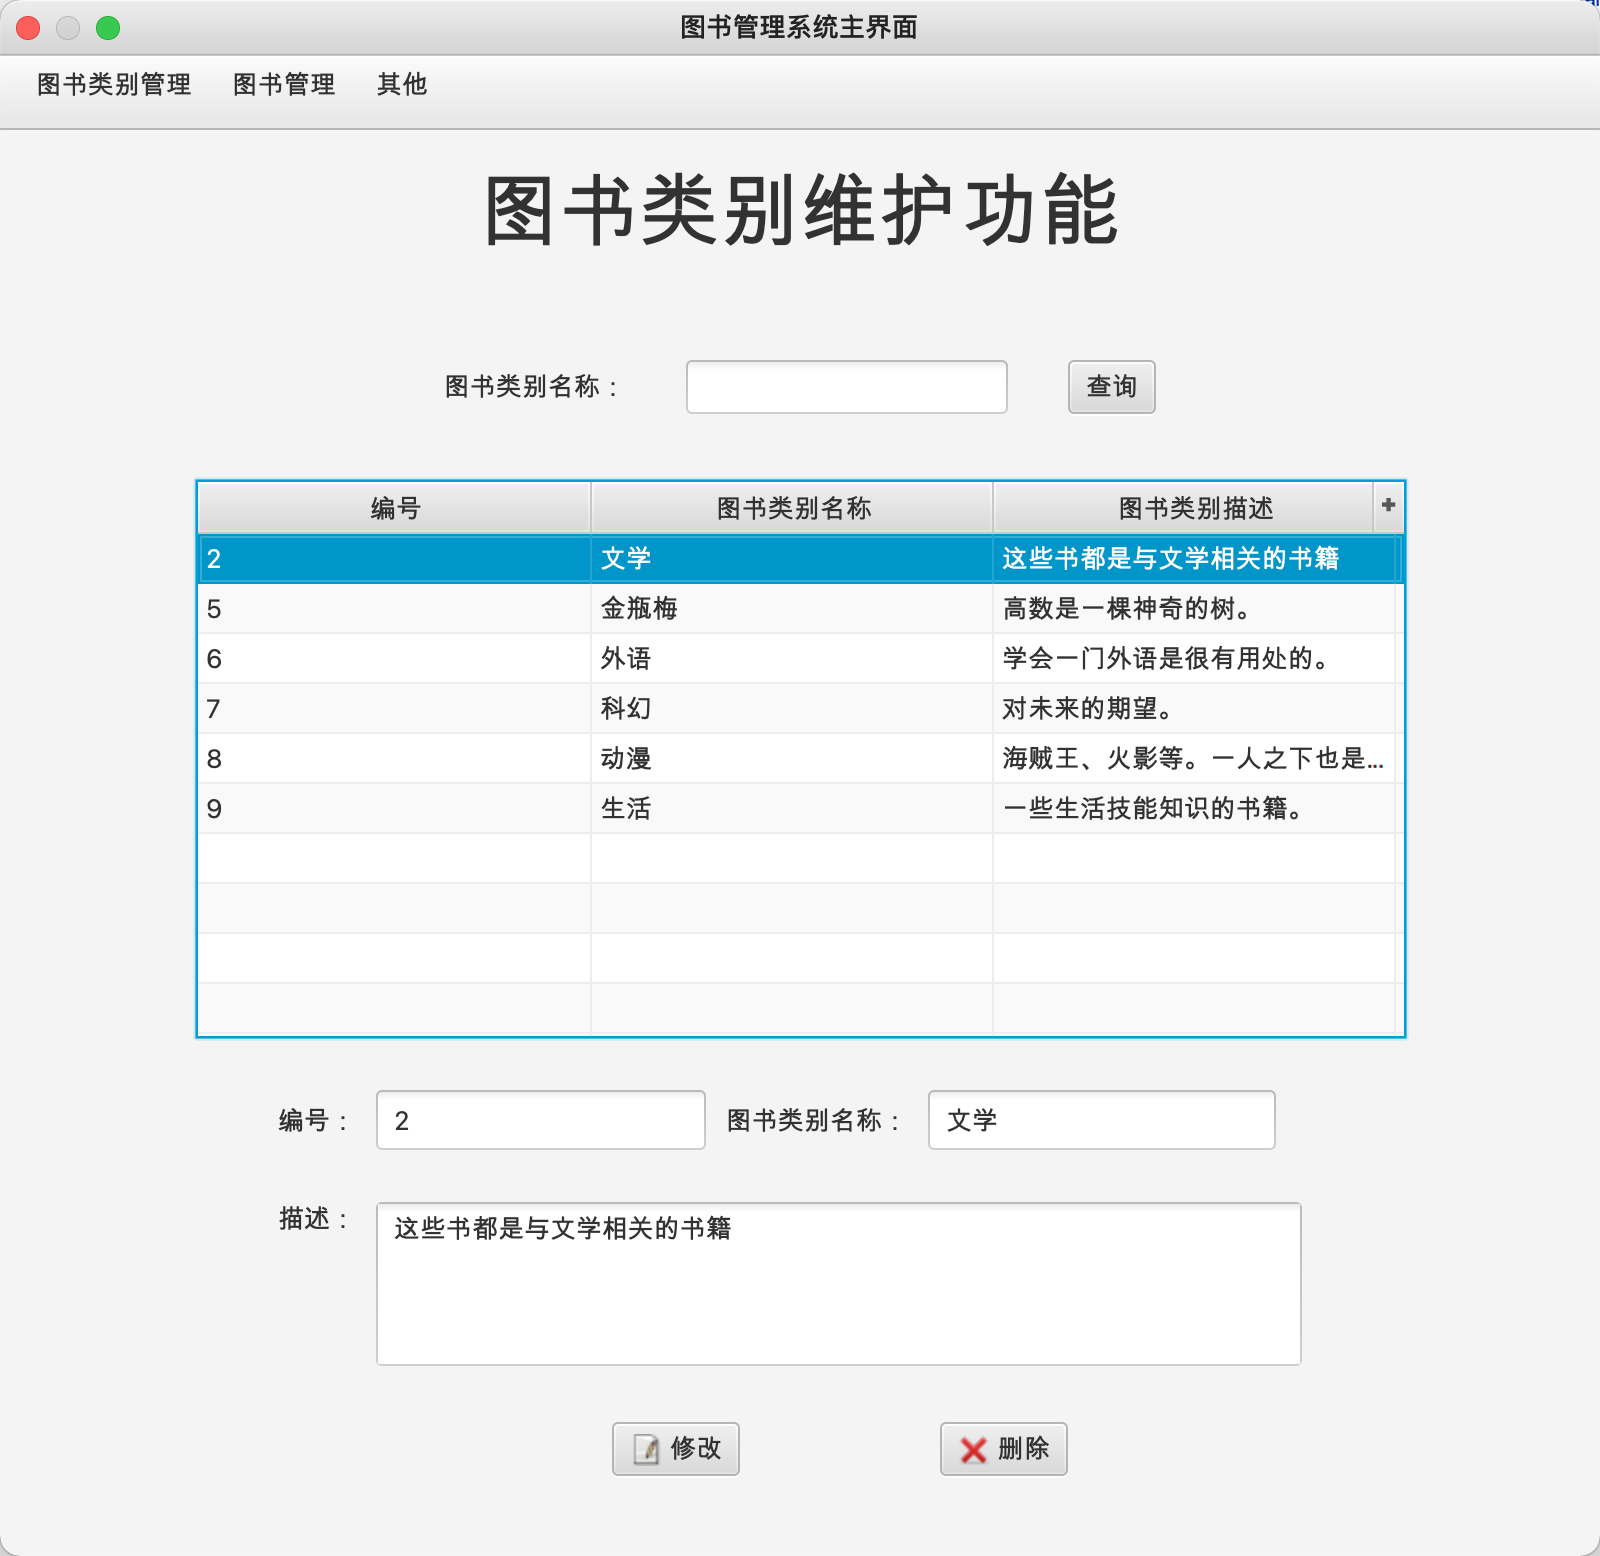 图书管理系统主界面
图书类别管理 图书管理 其他
图书类别维护功能
图书类别名称： 查询
编号 图书类别名称 图书类别描述 +
2 文学 这些书都是与文学相关的书籍
5 金瓶梅 高数是一棵神奇的树。
6 外语 学会一门外语是很有用处的。
7 科幻 对未来的期望。
8 动漫 海贼王、火影等。一人之下也是...
9 生活 一些生活技能知识的书籍。
编号： 2 图书类别名称： 文学
描述： 这些书都是与文学相关的书籍
修改 删除